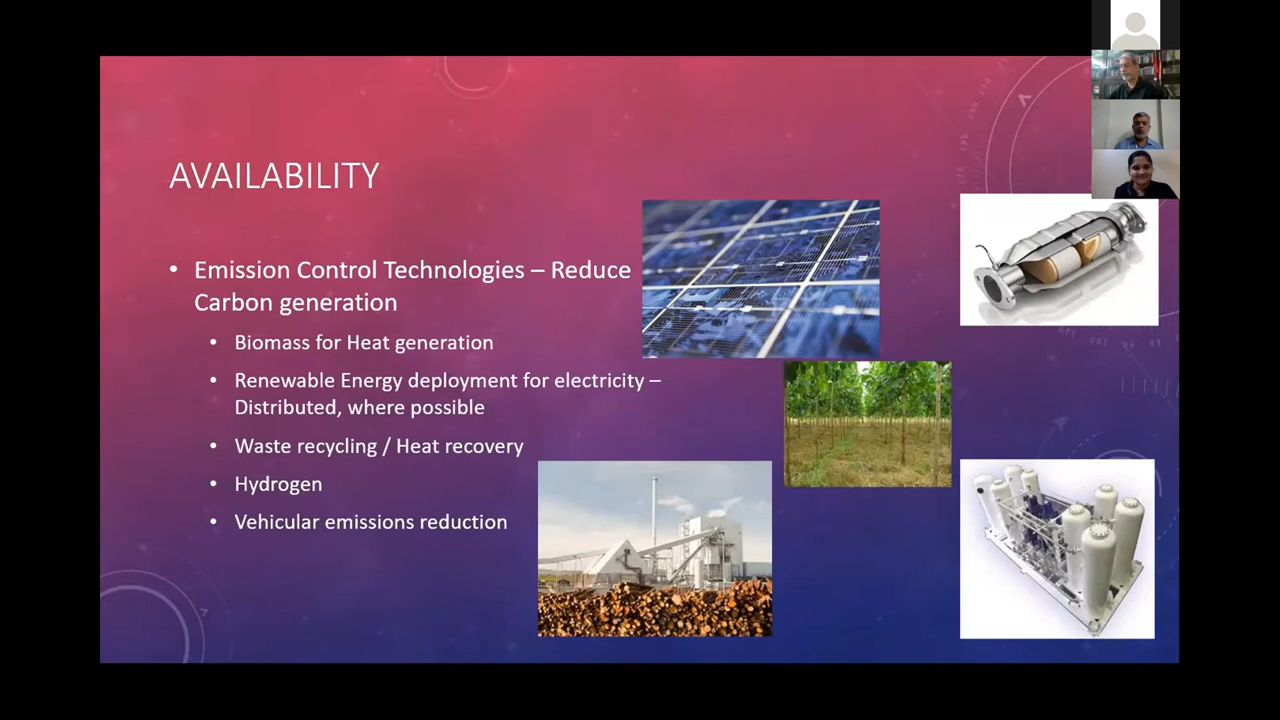 AVAILABILITY
• Emission Control Technologies – Reduce
Carbon generation
• Biomass for Heat generation
• Renewable Energy deployment for electricity –
Distributed, where possible
• Waste recycling / Heat recovery
• Hydrogen
• Vehicular emissions reduction